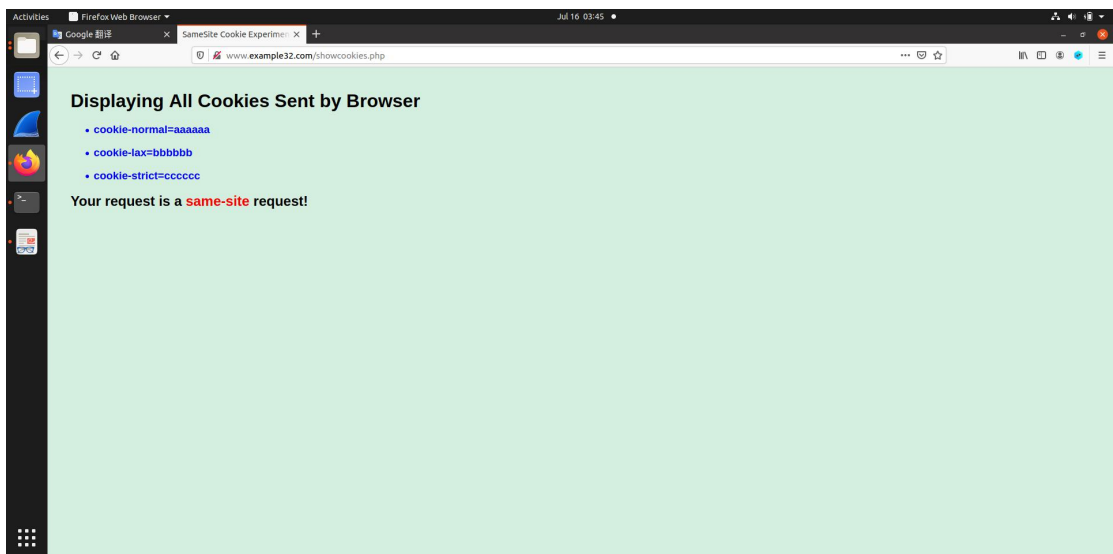 Activities
Firefox Web Browser
Jul 16 03:45
Google 翻译
SameSite Cookie Experimen
www.example32.com/showcookies.php
Displaying All Cookies Sent by Browser
• cookie-normal=aaaaaa
• cookie-lax=bbbbbb
• cookie-strict=cccccc
Your request is a same-site request!